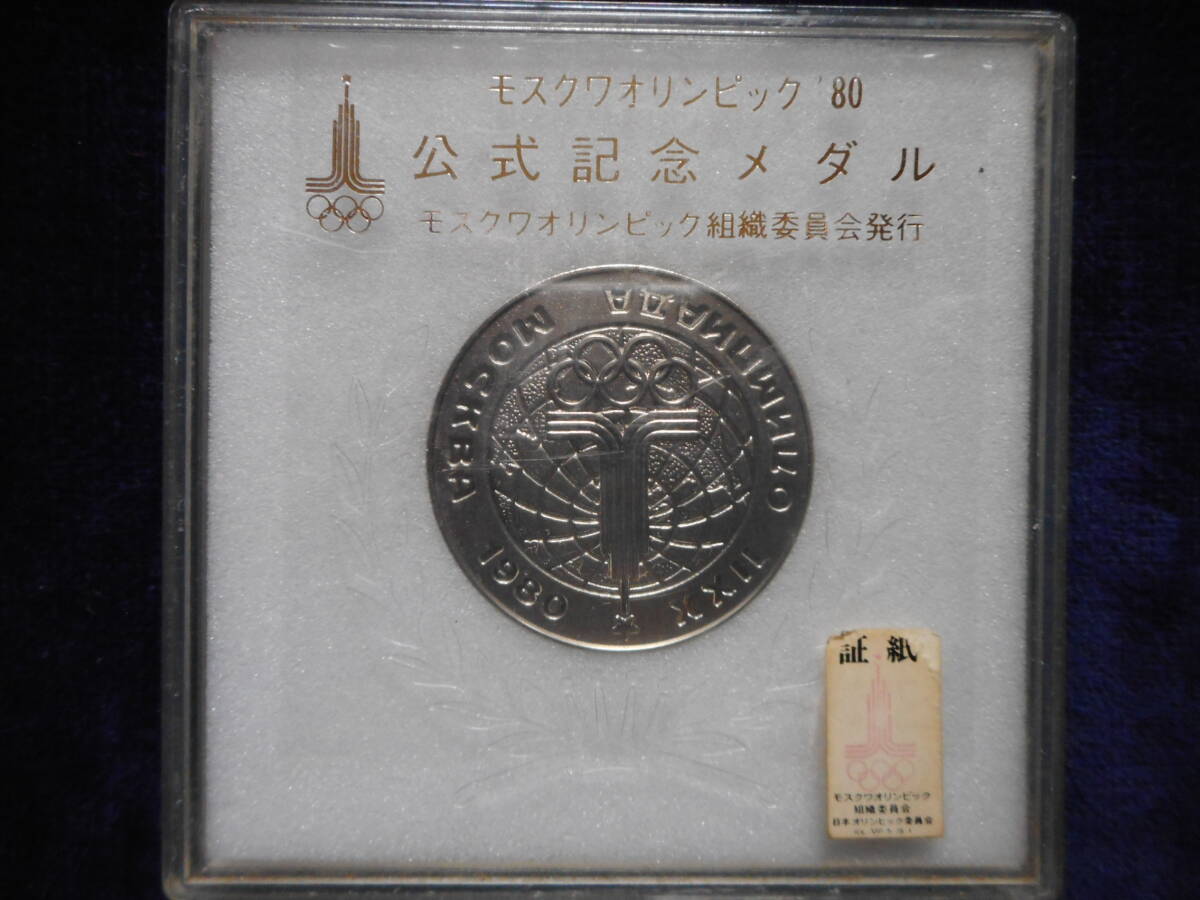 モスクワオリンピック '80
公式記念メダル
モスクワオリンピック組織委員会発行
XXII ОЛИМПИАДА
МОСКВА 1980
証紙
モスクワオリンピック
組織委員会
日本オリンピック委員会